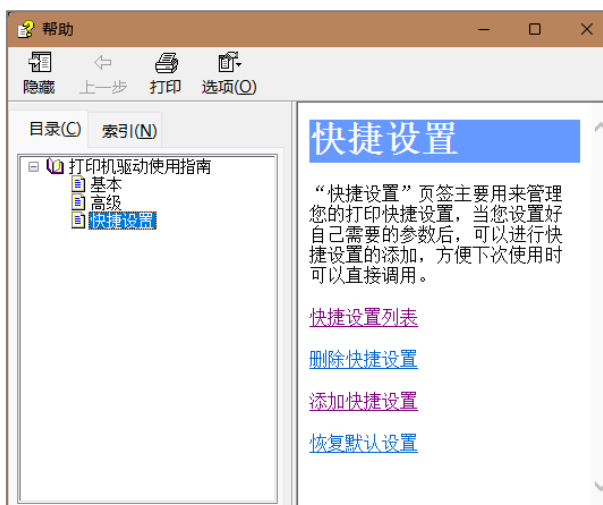 帮助
隐藏 上一步 打印 选项(O)
目录(C) 索引(N)
打印机驱动使用指南
基本
高级
快捷设置
快捷设置
“快捷设置”页签主要用来管理
您的打印快捷设置，当您设置好
自己需要的参数后，可以进行快
捷设置的添加，方便下次使用时
可以直接调用。
快捷设置列表
删除快捷设置
添加快捷设置
恢复默认设置